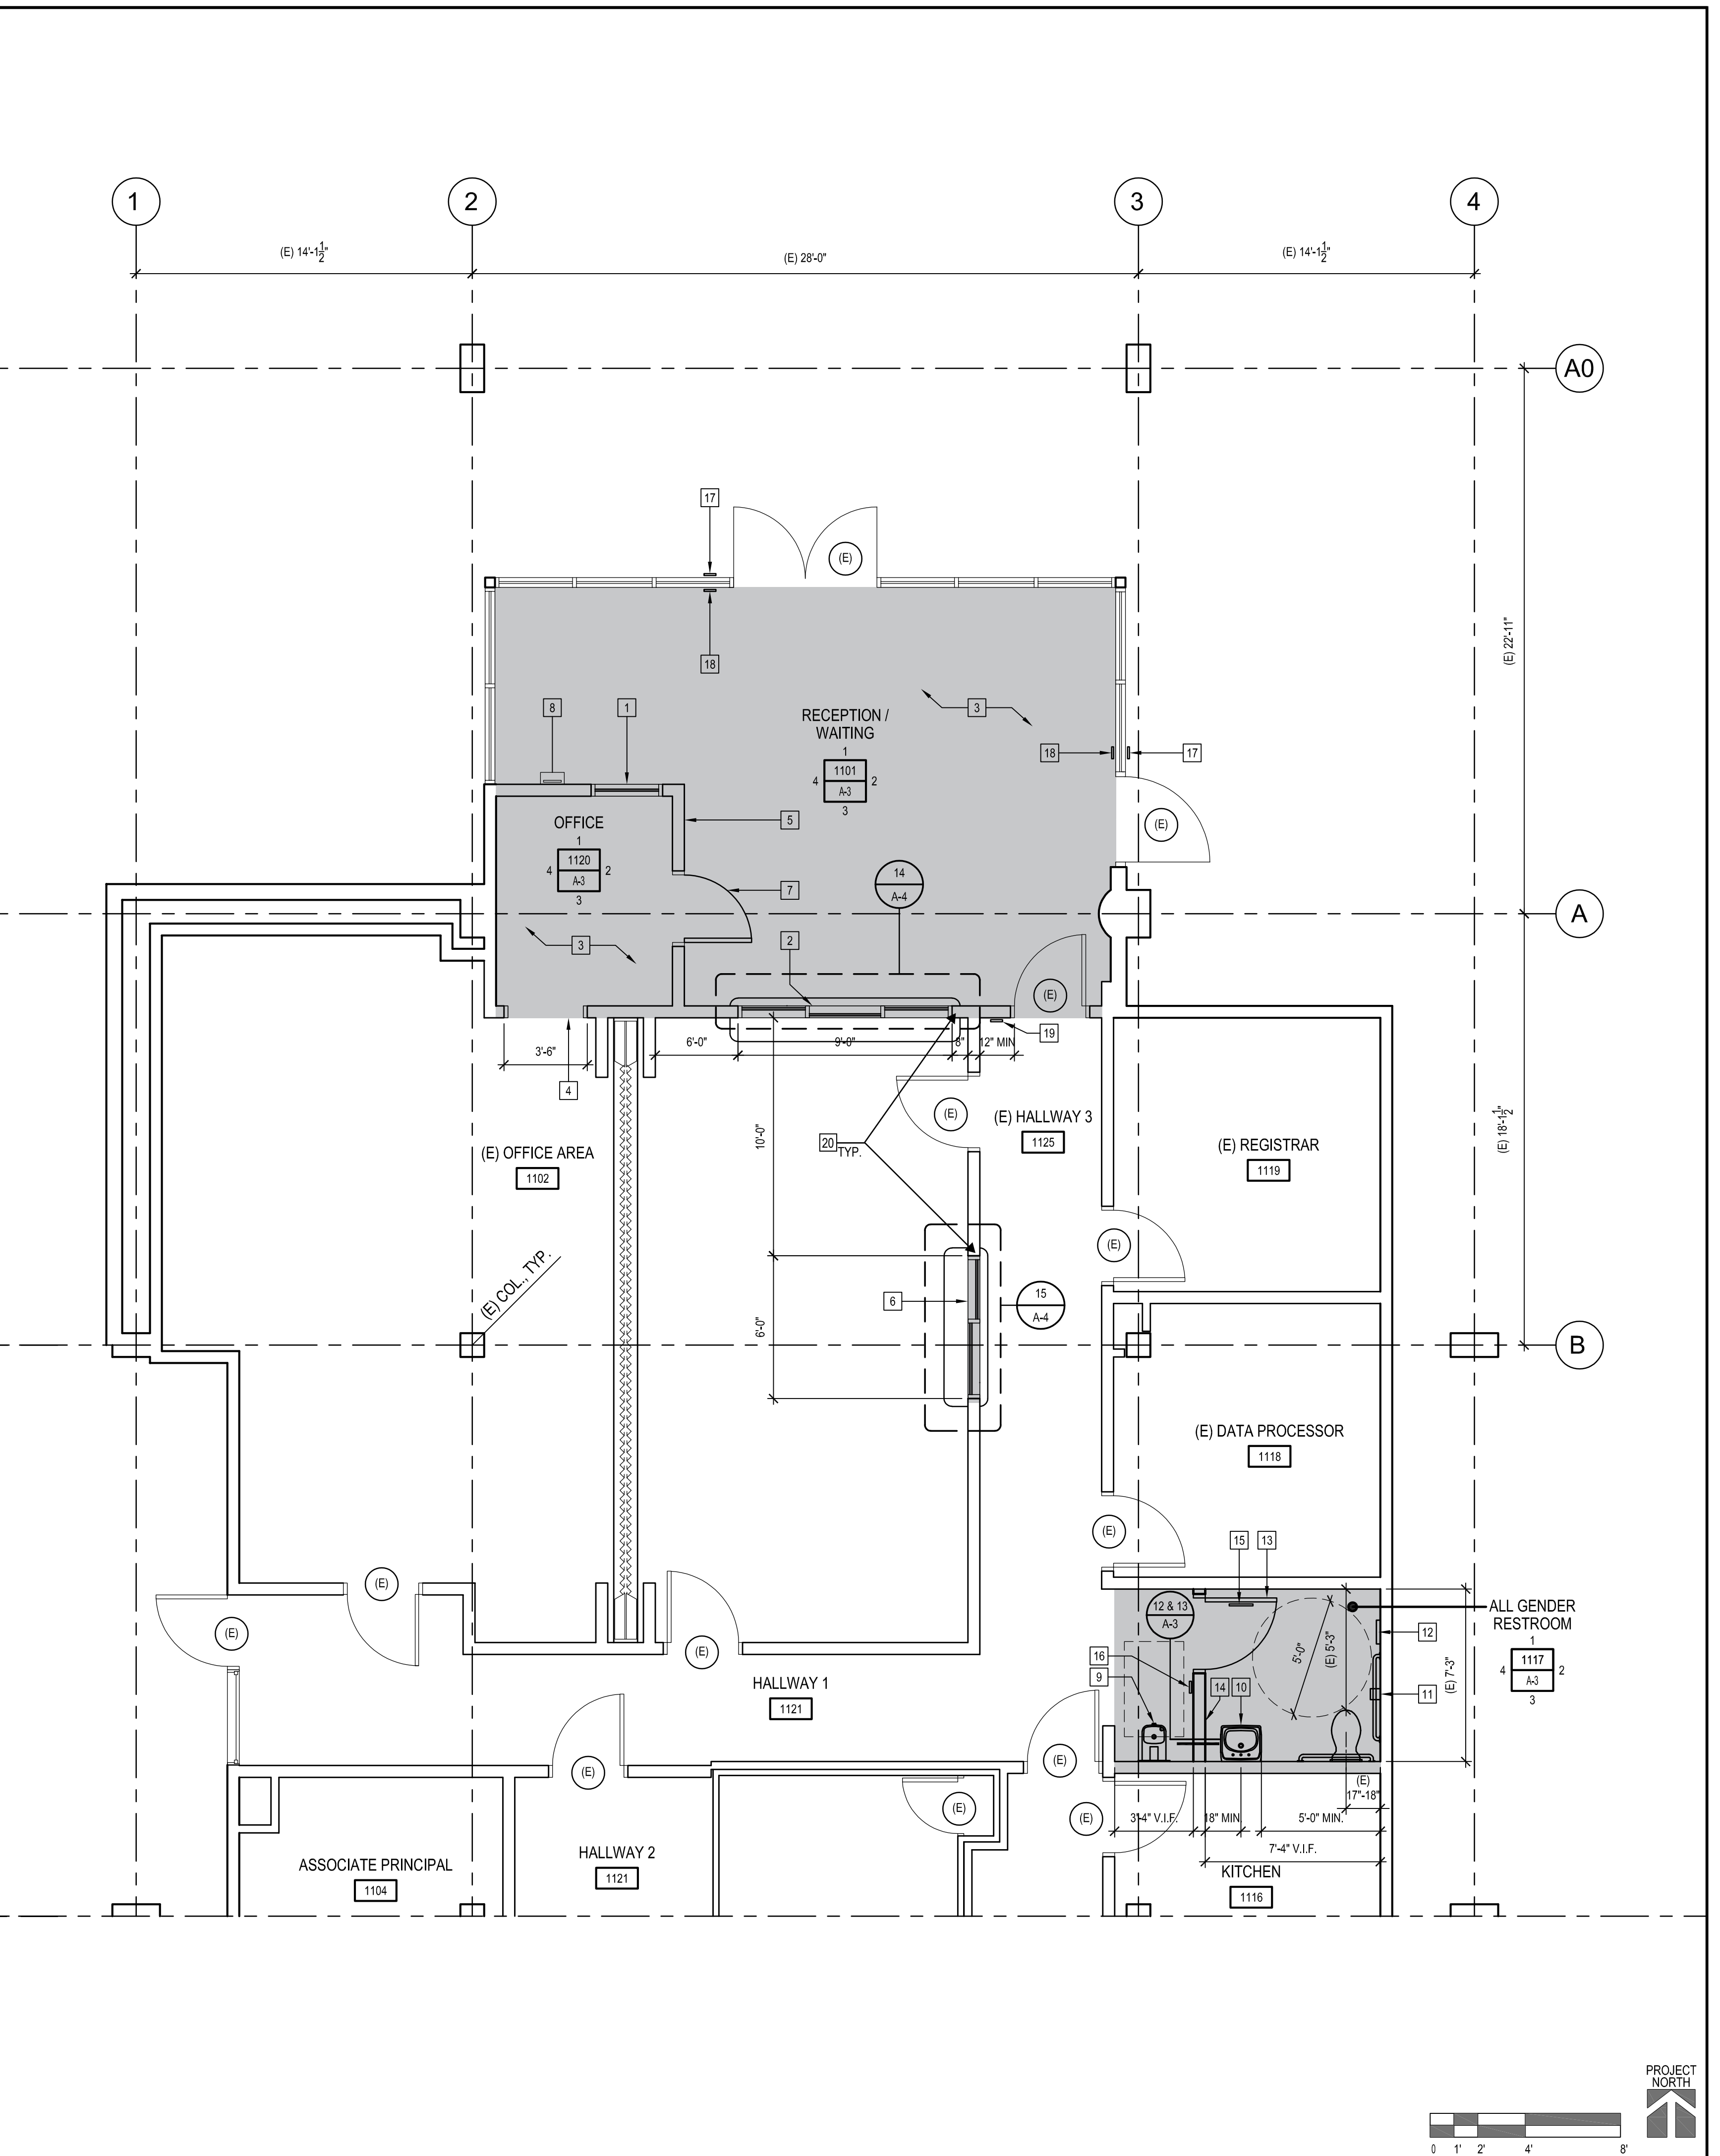 1
2
3
4
(E) 14'-1 1/2"
(E) 28'-0"
(E) 14'-1 1/2"
A0
17
(E)
18
(E) 22'-11"
8
1
RECEPTION /
WAITING
1
4
1101
2
A-3
3
3
18
17
OFFICE
1
4
1120
2
A-3
3
5
(E)
7
14
A-4
A
3
2
(E)
19
3'-6"
4
6'-0"
9'-0"
8"
12" MIN
(E)
(E) HALLWAY 3
1125
10'-0"
20
TYP.
(E) OFFICE AREA
1102
(E) REGISTRAR
1119
(E) 18'-1 1/2"
(E)
(E) COL., TYP.
6
15
A-4
6'-0"
B
(E) DATA PROCESSOR
1118
(E)
15
13
(E)
(E)
(E)
12 & 13
A-3
ALL GENDER
RESTROOM
1
4
1117
2
A-3
3
12
5'-0"
(E) 5'-3"
(E) 7'-3"
16
9
14
10
11
HALLWAY 1
1121
(E)
(E)
(E)
(E)
(E)
17"-18"
3'-4" V.I.F.
18" MIN.
5'-0" MIN.
7'-4" V.I.F.
ASSOCIATE PRINCIPAL
1104
HALLWAY 2
1121
KITCHEN
1116
PROJECT
NORTH
0 1' 2' 4' 8'